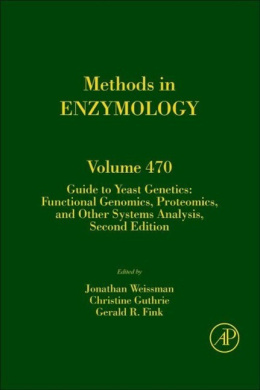 Methods in
ENZYMOLOGY
Volume 470
Guide to Yeast Genetics:
Functional Genomics, Proteomics,
and Other Systems Analysis,
Second Edition
Edited by
Jonathan Weissman
Christine Guthrie
Gerald R. Fink
AP